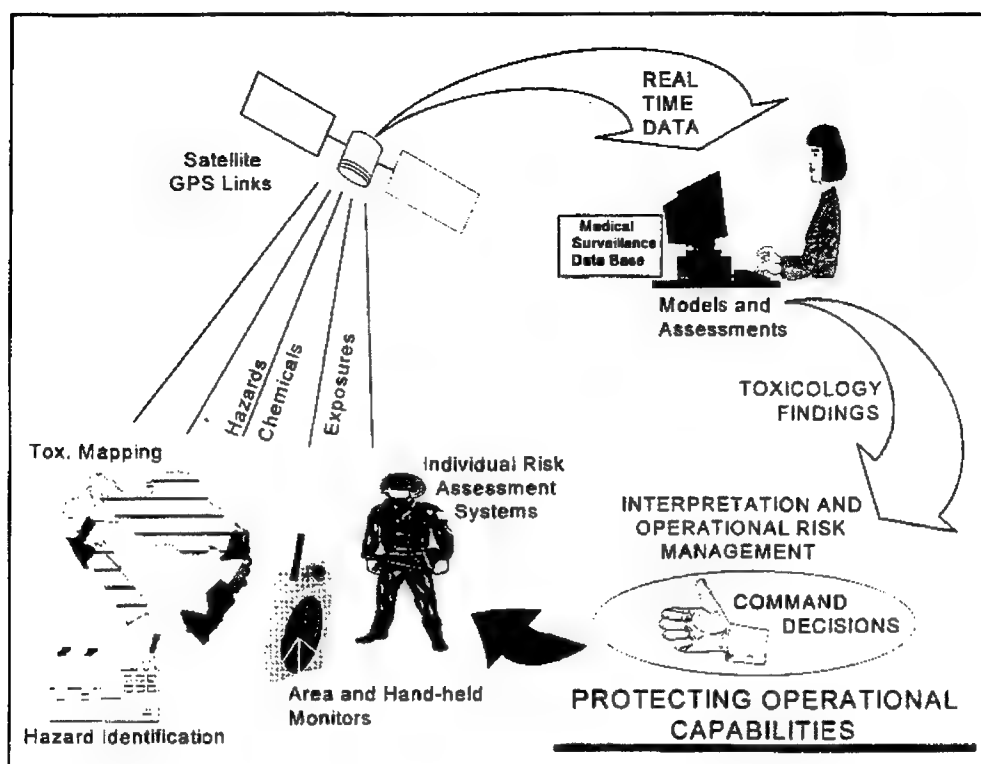 REAL
TIME
DATA
Satellite
GPS Links
Medical
Surveillance
Data Base
Models and
Assessments
Hazards
Chemicals
Exposures
TOXICOLOGY
FINDINGS
Tox. Mapping
Individual Risk
Assessment
Systems
INTERPRETATION AND
OPERATIONAL RISK
MANAGEMENT
COMMAND
DECISIONS
Area and Hand-held
Monitors
Hazard Identification
PROTECTING OPERATIONAL
CAPABILITIES